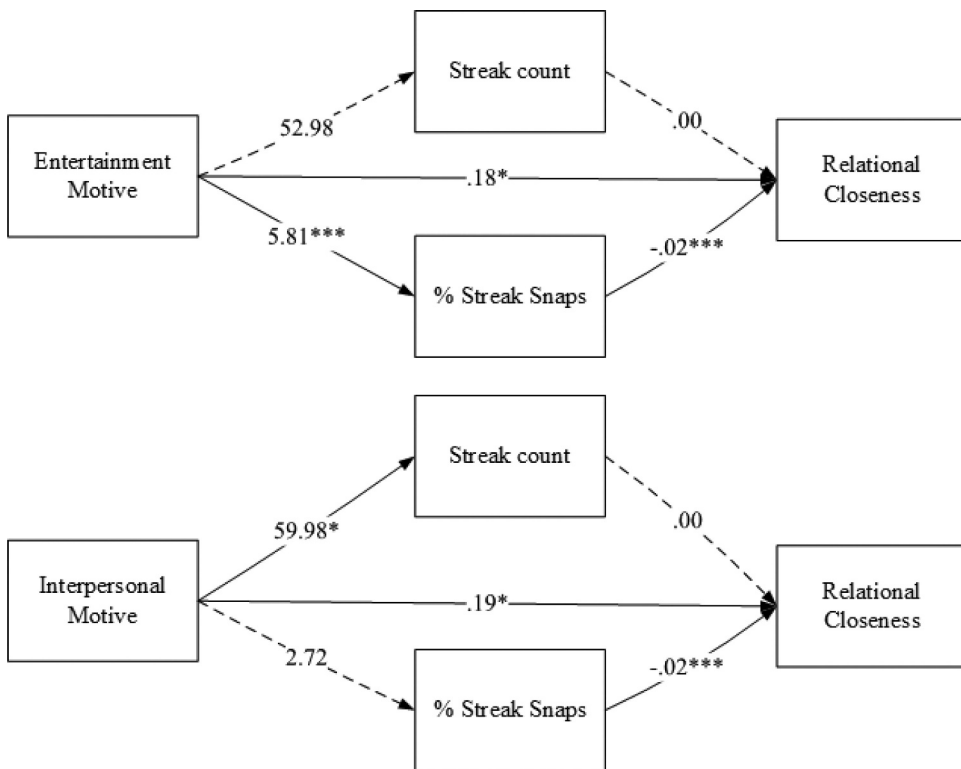 Streak count
52.98
.00
Entertainment
Motive
.18*
Relational
Closeness
5.81***
-.02***
% Streak Snaps
Streak count
59.98*
.00
Interpersonal
Motive
.19*
Relational
Closeness
2.72
-.02***
% Streak Snaps